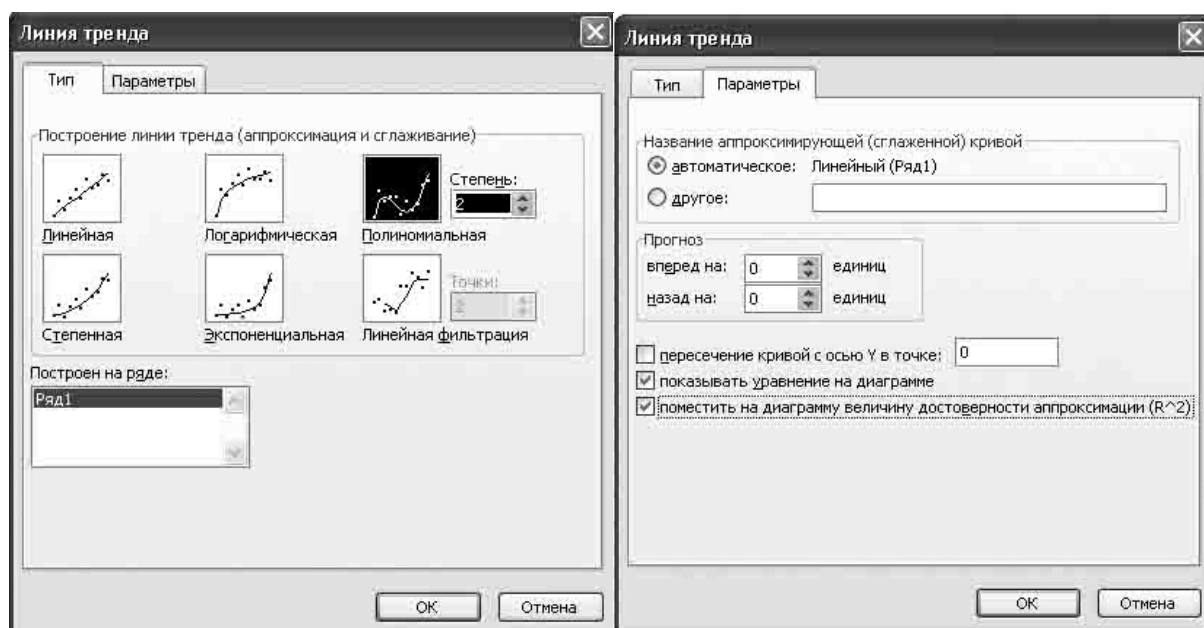 Линия тренда
Тип Параметры
Построение линии тренда (аппроксимация и сглаживание)
Степень:
2
Линейная Логарифмическая Полиномиальная
Точки:
2
Степенная Экспоненциальная Линейная фильтрация
Построен на ряде:
Ряд1
ОК Отмена
Линия тренда
Тип Параметры
Название аппроксимирующей (сглаженной) кривой
автоматическое: Линейный (Ряд1)
другое:
Прогноз
вперед на: 0 единиц
назад на: 0 единиц
пересечение кривой с осью Y в точке: 0
показывать уравнение на диаграмме
поместить на диаграмму величину достоверности аппроксимации (R^2)
ОК Отмена